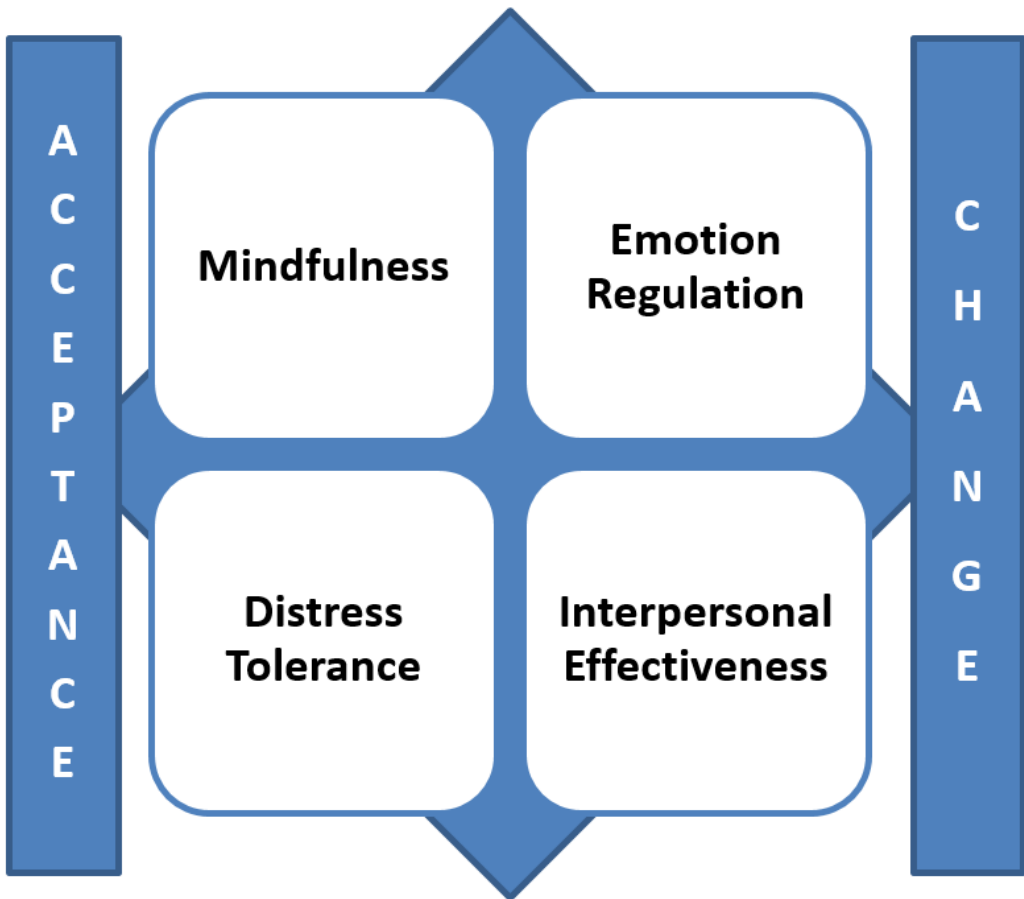 ACCEPTANCE
Mindfulness
Emotion
Regulation
Distress
Tolerance
Interpersonal
Effectiveness
CHANGE